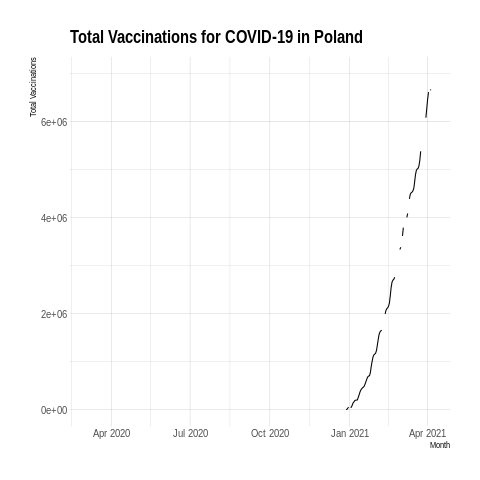 Total Vaccinations for COVID-19 in Poland
Total Vaccinations
6e+06
4e+06
2e+06
0e+00
Apr 2020 Jul 2020 Oct 2020 Jan 2021 Apr 2021
Month